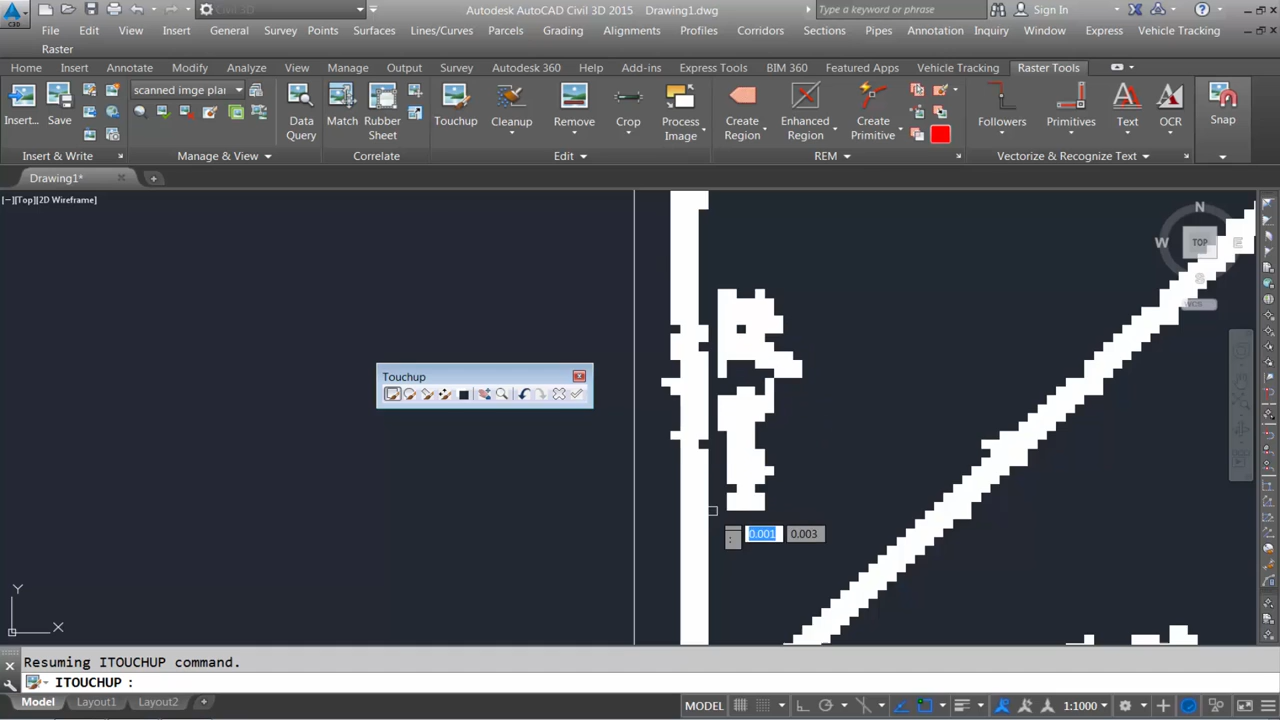 C3D
Civil 3D
Autodesk AutoCAD Civil 3D 2015 Drawing1.dwg
Type a keyword or phrase
Sign In
File Edit View Insert General Survey Points Surfaces Lines/Curves Parcels Grading Alignments Profiles Corridors Sections Pipes Annotation Inquiry Window Express Vehicle Tracking
Raster
Home Insert Annotate Modify Analyze View Manage Output Survey Autodesk 360 Help Add-ins Express Tools BIM 360 Featured Apps Vehicle Tracking Raster Tools
scanned imge plar
Insert... Save
Data Query
Match Rubber Sheet
Touchup Cleanup Remove Crop Process Image
Create Region Enhanced Region Create Primitive
Followers Primitives Text OCR
Snap
Insert & Write Manage & View Correlate Edit REM Vectorize & Recognize Text
Drawing1*
[−][Top][2D Wireframe]
N
W TOP E
S
WCS
Touchup
: 0.001 0.003
Y
X
Resuming ITOUCHUP command.
ITOUCHUP :
Model Layout1 Layout2
MODEL 1:1000